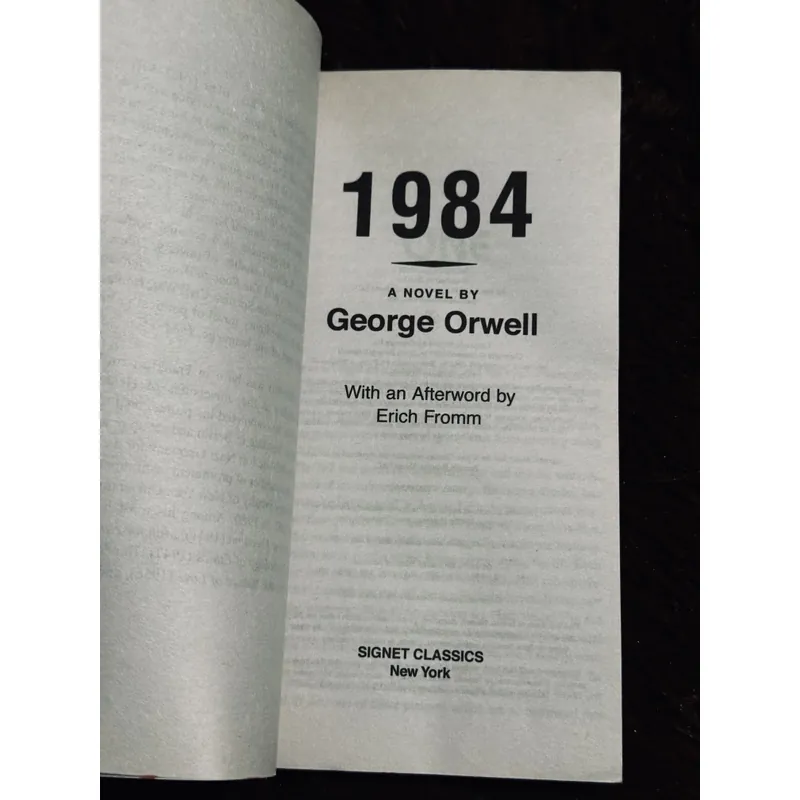 1984
A NOVEL BY
George Orwell
With an Afterword by
Erich Fromm
SIGNET CLASSICS
New York